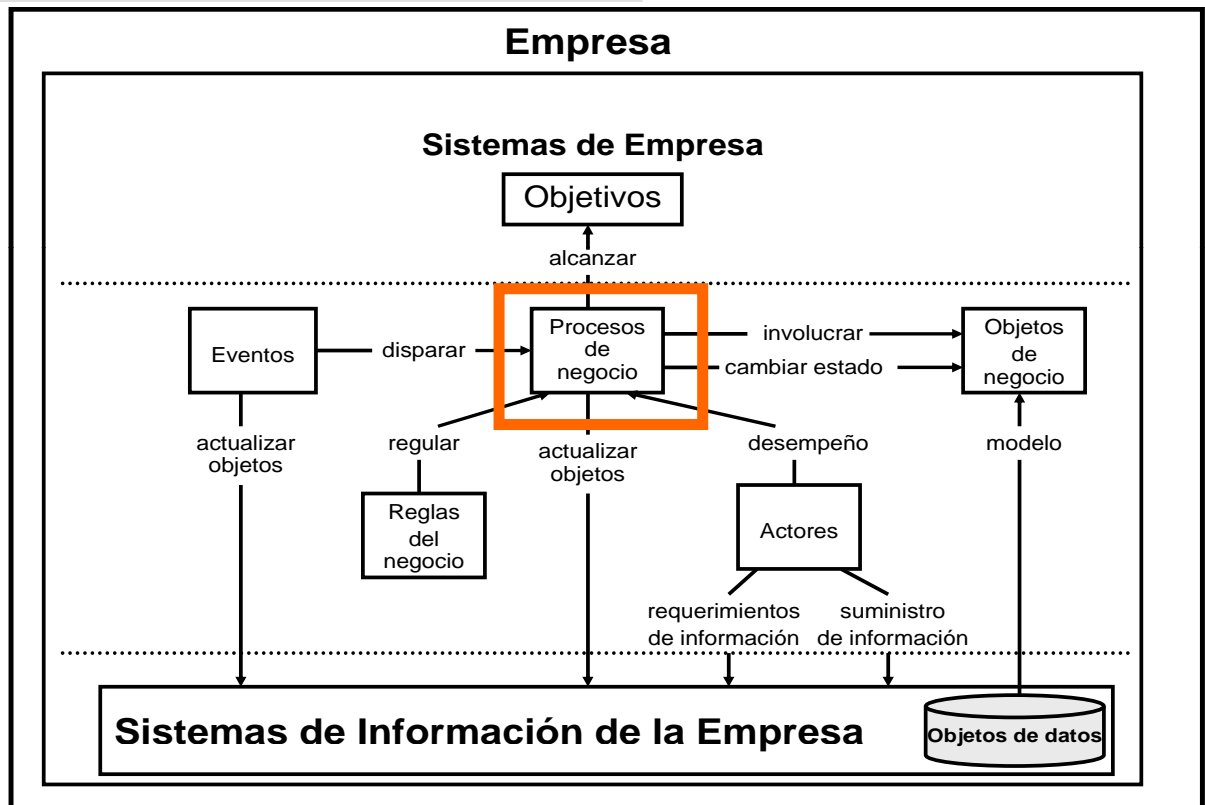 Empresa
Sistemas de Empresa
Objetivos
alcanzar
Eventos
disparar
Procesos
de
negocio
involucrar
cambiar estado
Objetos
de
negocio
actualizar
objetos
regular
actualizar
objetos
desempeño
modelo
Reglas
del
negocio
Actores
requerimientos
de información
suministro
de información
Sistemas de Información de la Empresa
Objetos de datos